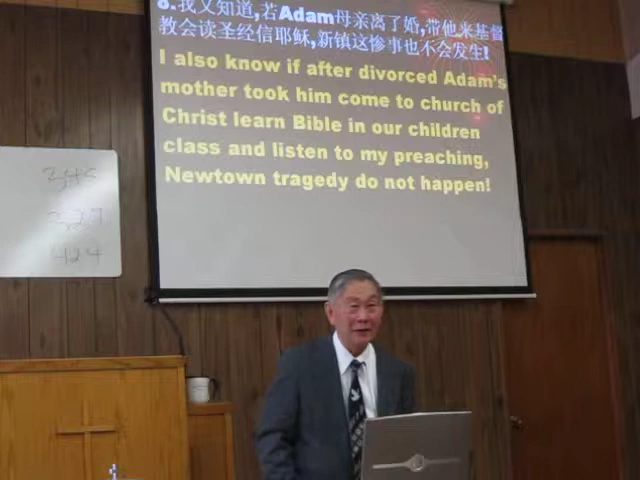 8.我又知道,若Adam母亲离了婚,带他来基督
教会读圣经信耶稣,新镇这惨事也不会发生!
I also know if after divorced Adam's
mother took him come to church of
Christ learn Bible in our children
class and listen to my preaching,
Newtown tragedy do not happen!
345
327
424